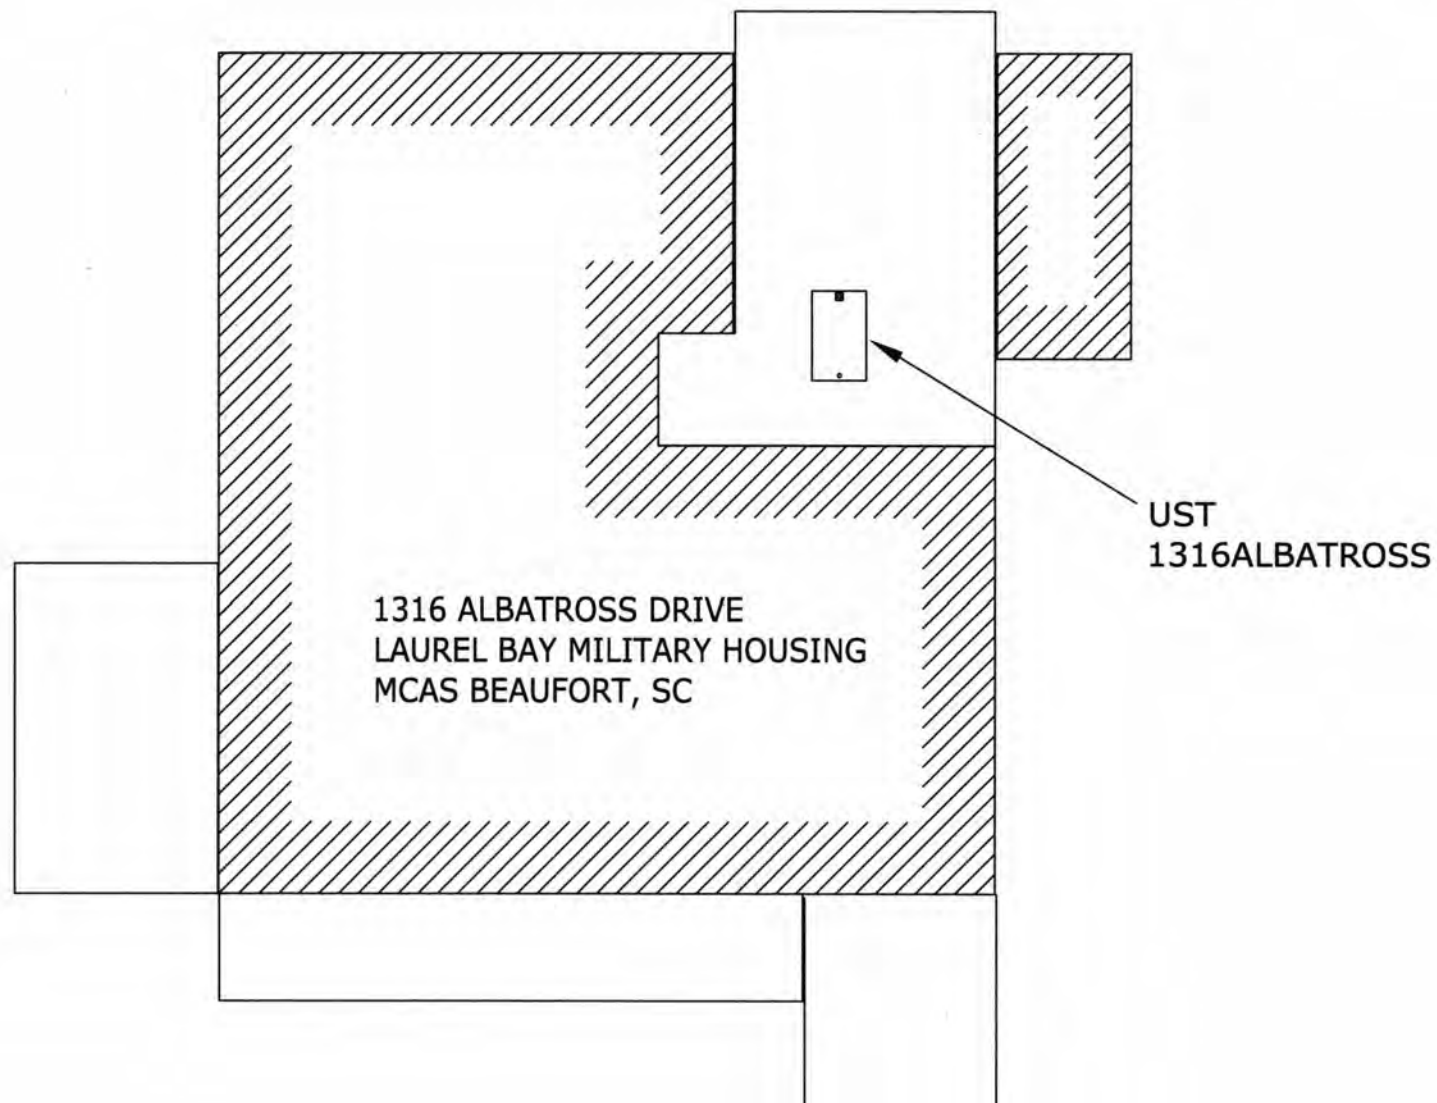 UST
1316ALBATROSS
1316 ALBATROSS DRIVE
LAUREL BAY MILITARY HOUSING
MCAS BEAUFORT, SC